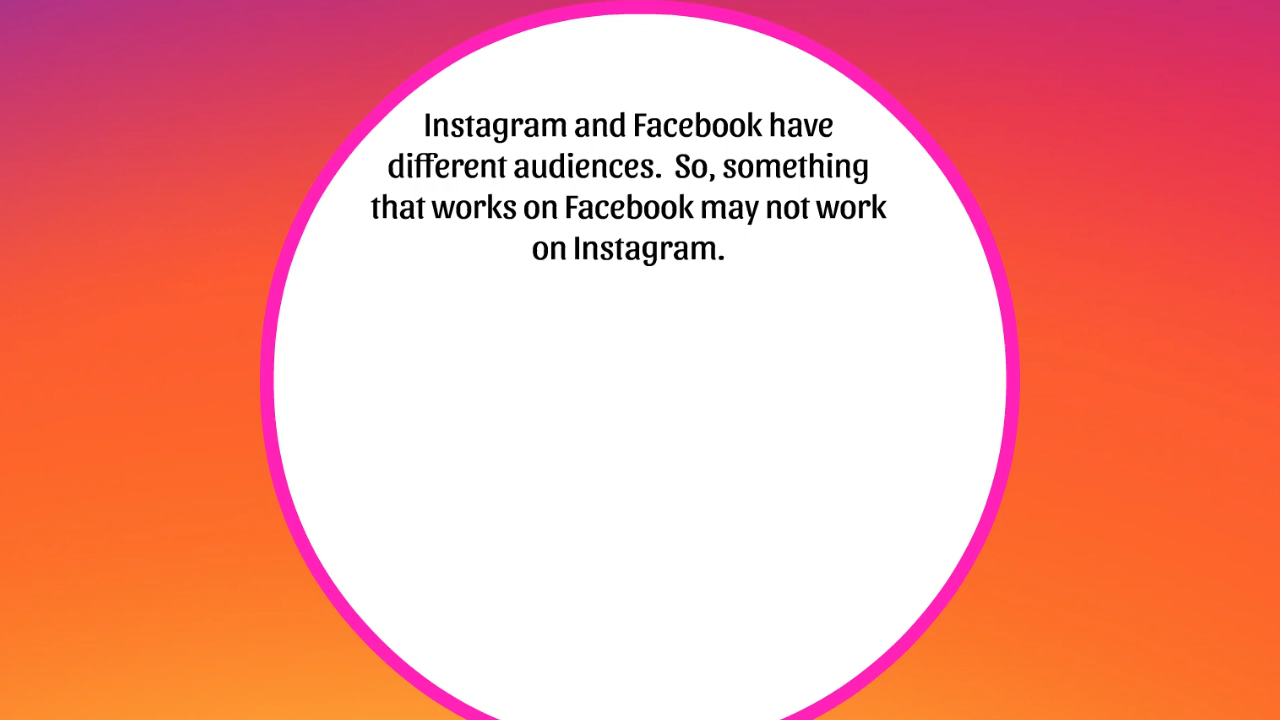 Instagram and Facebook have
different audiences.  So, something
that works on Facebook may not work
on Instagram.